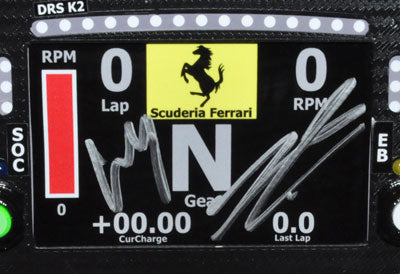 DRS K2
RPM
0
Lap
Scuderia Ferrari
0
RPM
SOC
EB
N
Gear
0
+00.00
CurCharge
0.0
Last Lap